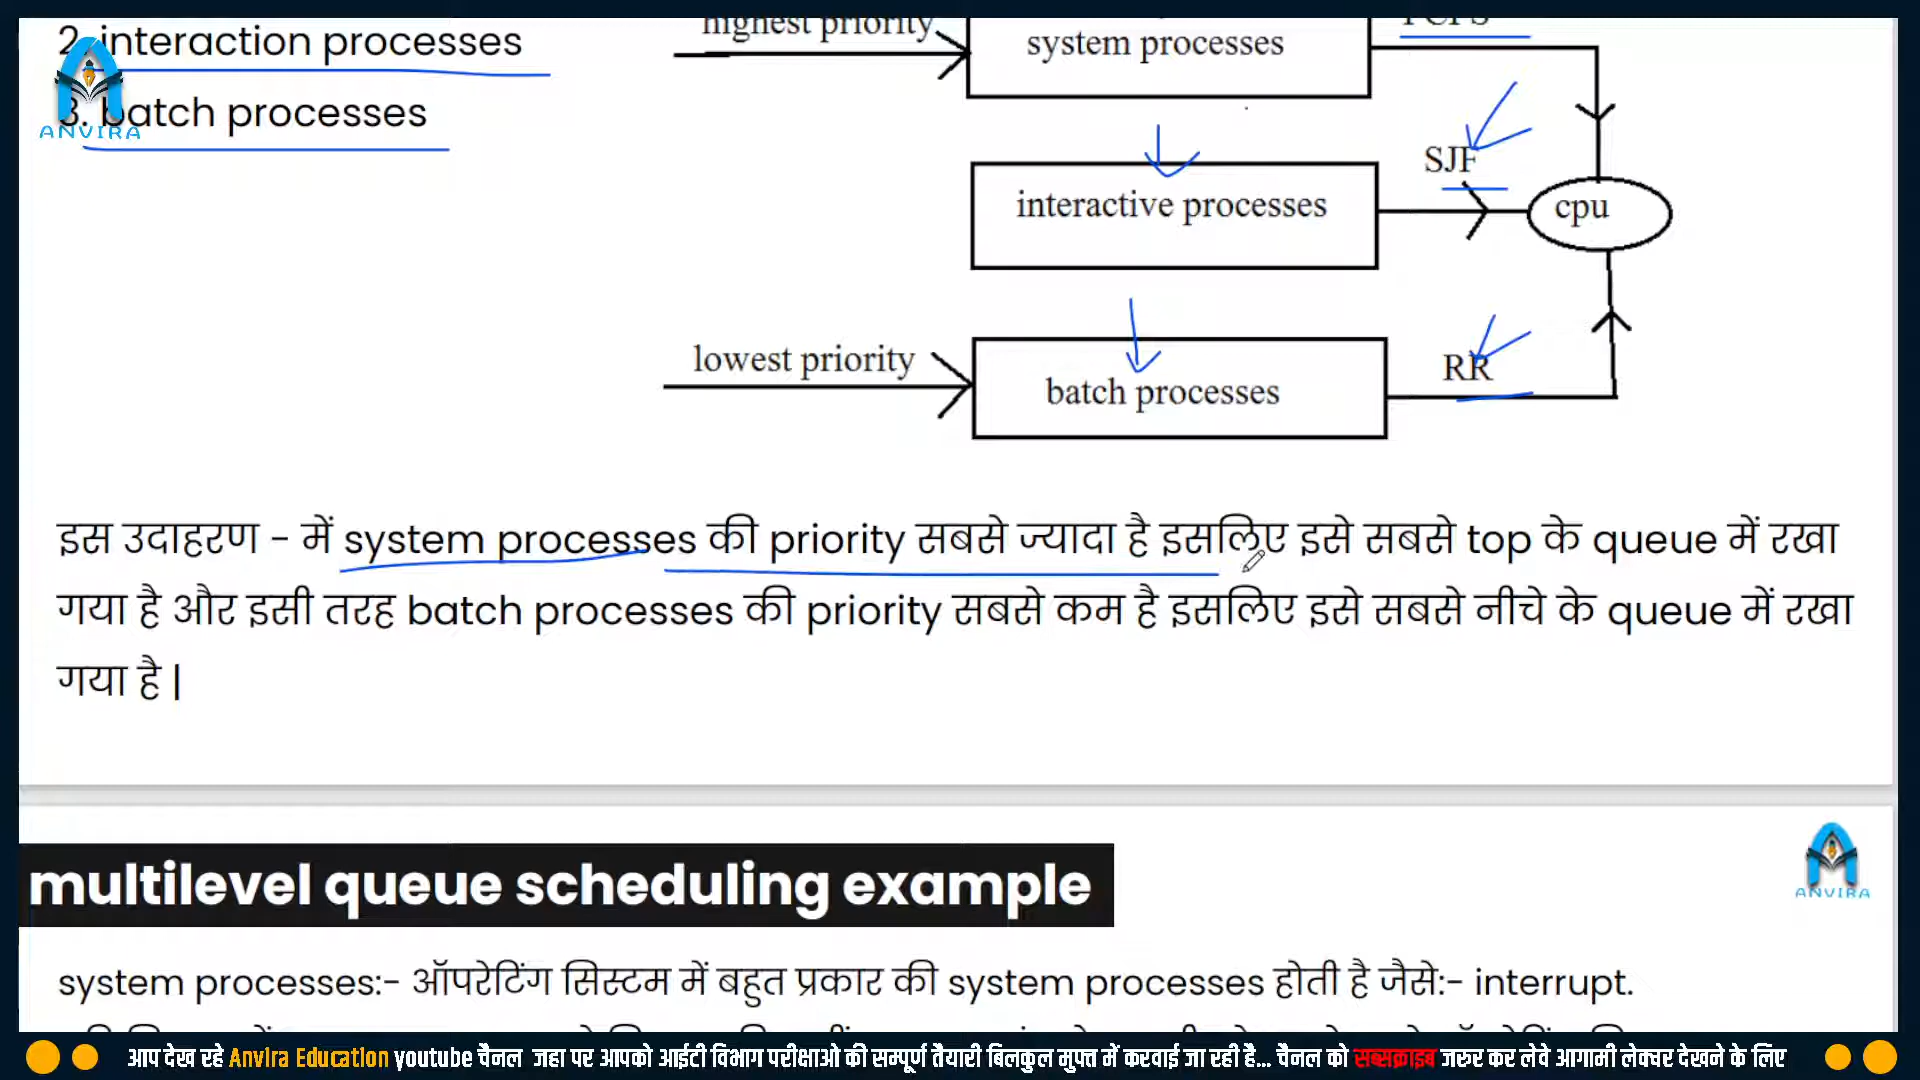 2. interaction processes
3. batch processes
ANVIRA
highest priority
system processes
FCFS
interactive processes
SJF
cpu
lowest priority
batch processes
RR
इस उदाहरण - में system processes की priority सबसे ज्यादा है इसलिए इसे सबसे top के queue में रखा
गया है और इसी तरह batch processes की priority सबसे कम है इसलिए इसे सबसे नीचे के queue में रखा
गया है |
multilevel queue scheduling example
ANVIRA
system processes:- ऑपरेटिंग सिस्टम में बहुत प्रकार की system processes होती है जैसे:- interrupt.
आप देख रहे Anvira Education youtube चैनल जहा पर आपको आईटी विभाग परीक्षाओ की सम्पूर्ण तैयारी बिलकुल मुफ्त में करवाई जा रही है... चैनल को सब्सक्राइब जरुर कर लेवे आगामी लेक्चर देखने के लिए